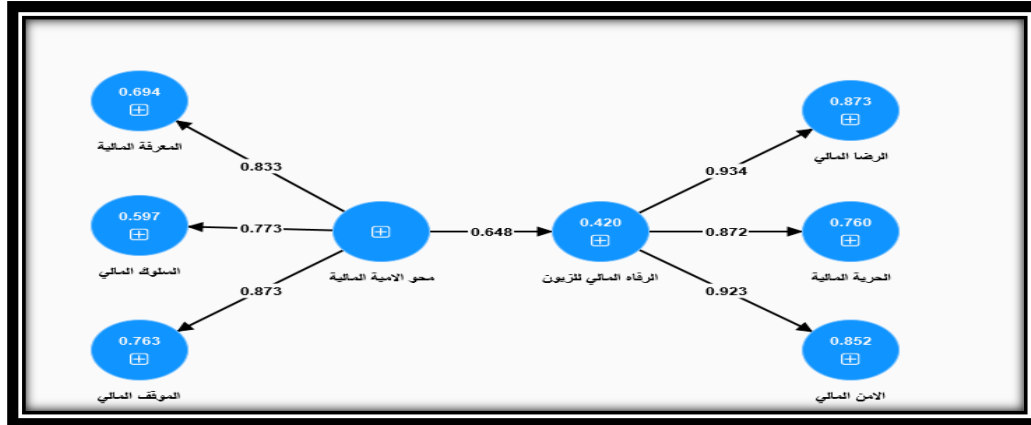 0.694
المعرفة المالية
0.833
0.597
السلوك المالي
0.773
0.763
الموقف المالي
0.873
محو الامية المالية
0.648
0.420
الرفاه المالي للزبون
0.934
0.873
الرضا المالي
0.872
0.760
الحرية المالية
0.923
0.852
الامن المالي